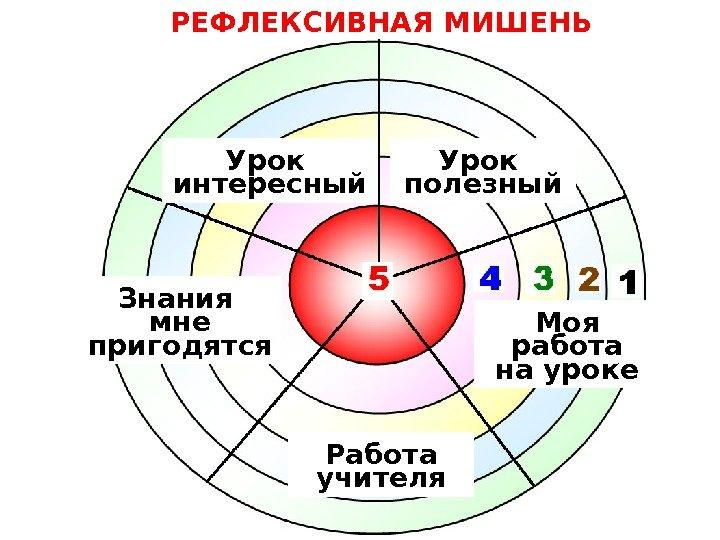 РЕФЛЕКСИВНАЯ МИШЕНЬ
Урок
интересный
Урок
полезный
5 4 3 2 1
Знания
мне
пригодятся
Моя
работа
на уроке
Работа
учителя